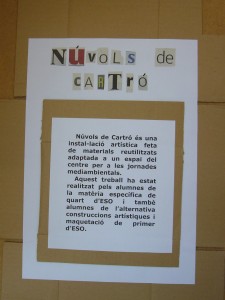 Núvols de
cartró
Núvols de Cartró és una
instal·lació artística feta
de materials reutilitzats
adaptada a un espai del
centre per a les jornades
mediambientals.
Aquest treball ha estat
realitzat pels alumnes de
la matèria específica de
quart d'ESO i també
alumnes de l'alternativa
construccions artístiques i
maquetació de primer
d'ESO.